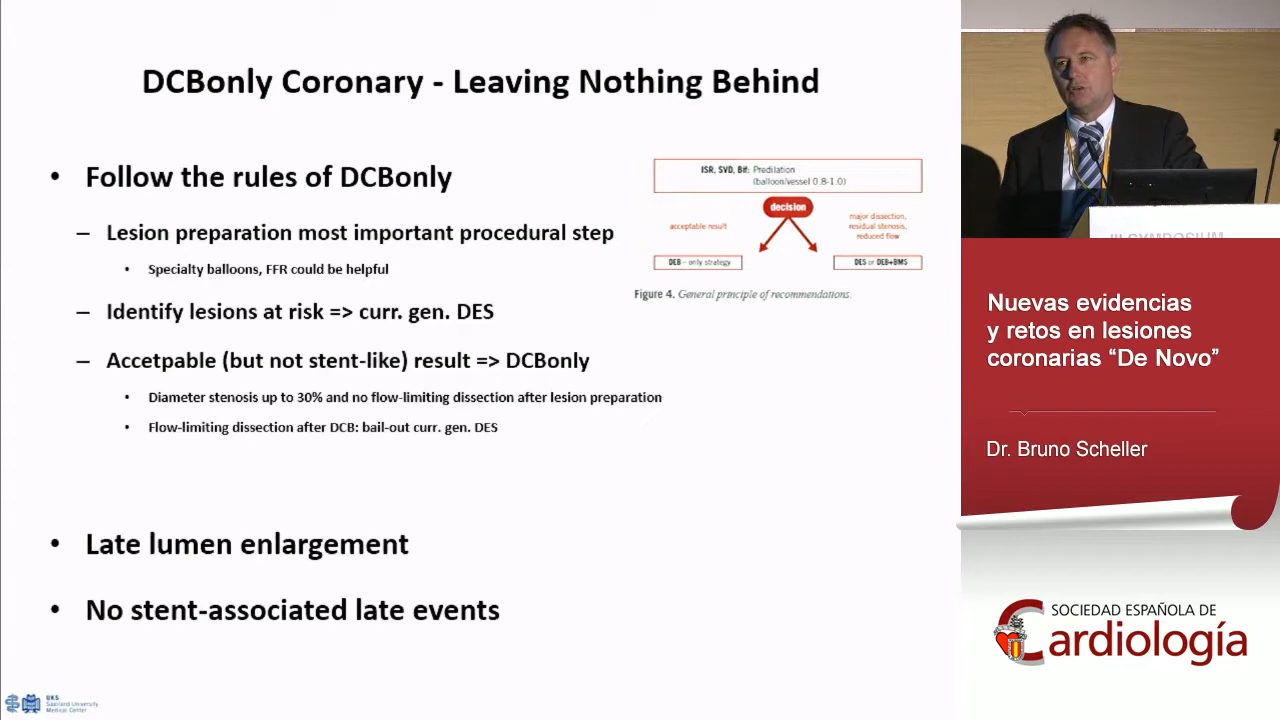 DCBonly Coronary - Leaving Nothing Behind
• Follow the rules of DCBonly
– Lesion preparation most important procedural step
• Specialty balloons, FFR could be helpful
– Identify lesions at risk => curr. gen. DES
– Accetpable (but not stent-like) result => DCBonly
• Diameter stenosis up to 30% and no flow-limiting dissection after lesion preparation
• Flow-limiting dissection after DCB: bail-out curr. gen. DES
• Late lumen enlargement
• No stent-associated late events
ISR, SVD, Bif: Predilation
(balloon/vessel 0.8-1.0)
decision
acceptable result
major dissection,
residual stenosis,
reduced flow
DEB – only strategy
DES or DEB+BMS
Figure 4. General principle of recommendations.
UKS
Saarland University
Medical Center
III SYMPOSIUM
Nuevas evidencias
y retos en lesiones
coronarias “De Novo”
Dr. Bruno Scheller
SOCIEDAD ESPAÑOLA DE
Cardiología